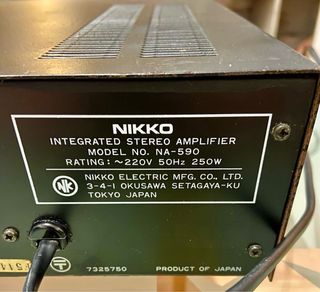 NIKKO
INTEGRATED STEREO AMPLIFIER
MODEL NO. NA-590
RATING: ~220V 50Hz 250W
NIKKO ELECTRIC MFG. CO., LTD.
NK 3-4-1 OKUSAWA SETAGAYA-KU
TOKYO JAPAN
7325750 PRODUCT OF JAPAN